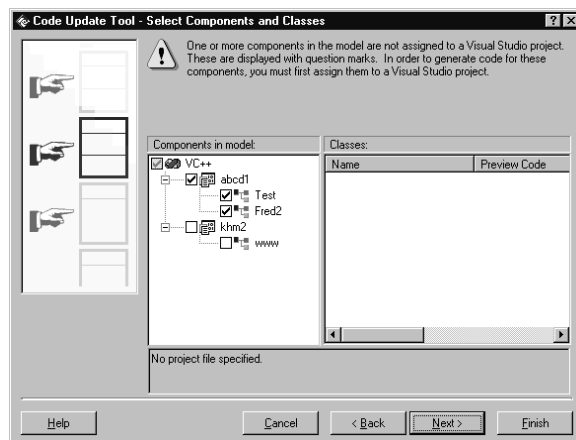 Code Update Tool - Select Components and Classes
One or more components in the model are not assigned to a Visual Studio project.
These are displayed with question marks. In order to generate code for these
components, you must first assign them to a Visual Studio project.
Components in model:
Classes:
VC++
Name
Preview Code
abcd1
Test
Fred2
khm2
www
No project file specified.
Help
Cancel
< Back
Next >
Finish